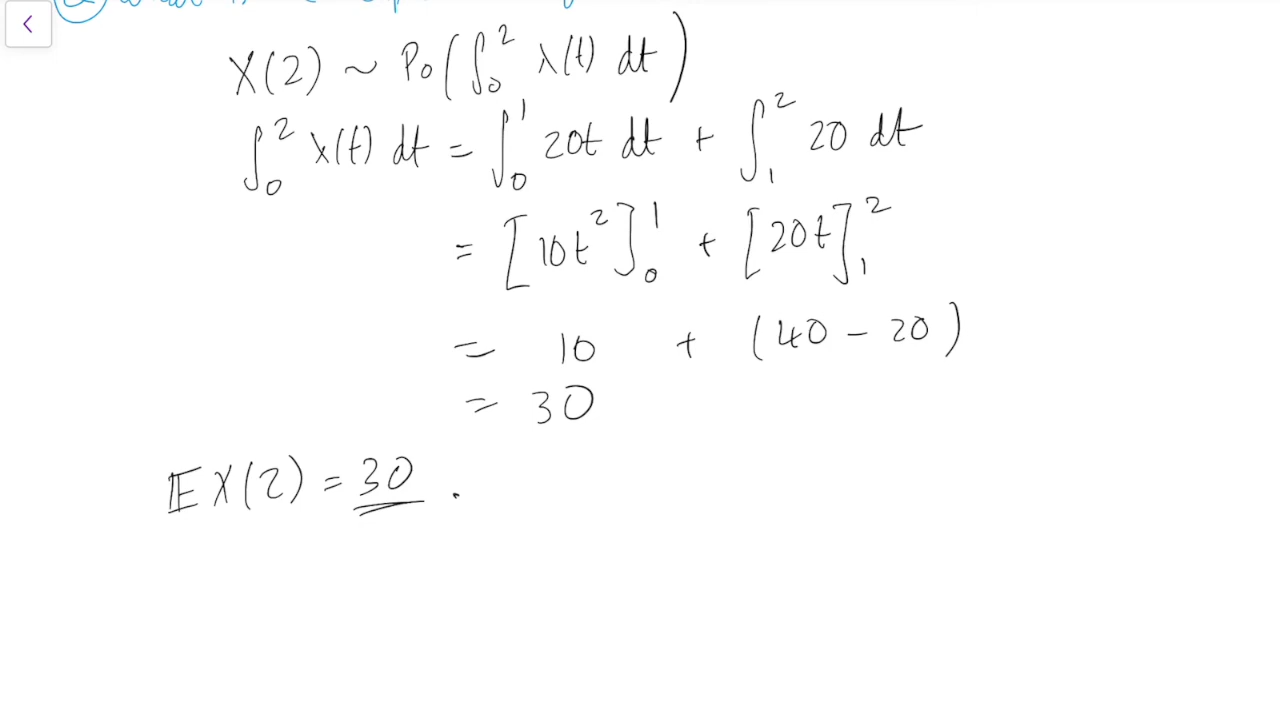 X(2) ~ Po(∫₀² λ(t) dt)
∫₀² λ(t) dt = ∫₀¹ 20t dt + ∫₁² 20 dt
= [10t²]₀¹ + [20t]₁²
= 10 + (40 - 20)
= 30
𝔼X(2) = 30.